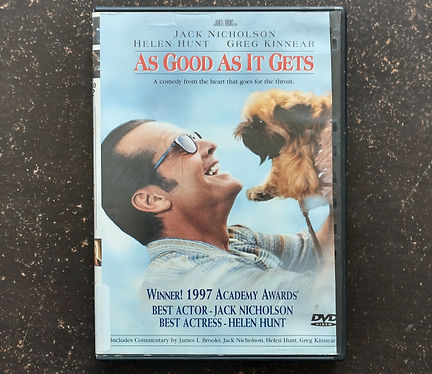 JACK NICHOLSON
HELEN HUNT GREG KINNEAR
AS GOOD AS IT GETS
A comedy from the heart that goes for the throat.
WINNER! 1997 ACADEMY AWARDS®
BEST ACTOR - JACK NICHOLSON
BEST ACTRESS - HELEN HUNT
DVD
VIDEO
Includes Commentary by James L. Brooks, Jack Nicholson, Helen Hunt, Greg Kinnear